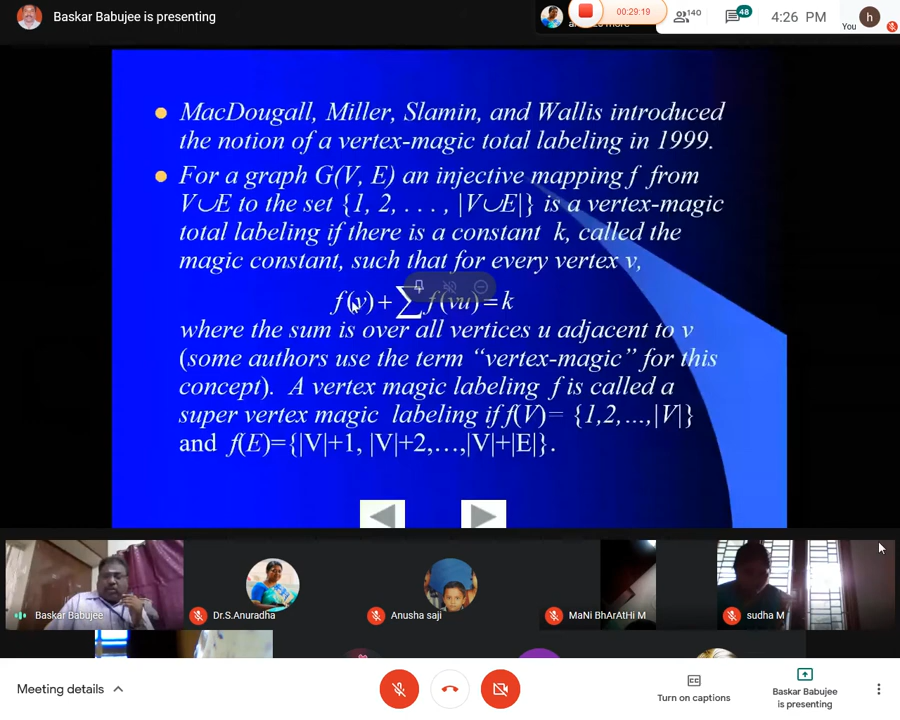 Baskar Babujee is presenting
00:29:19
140
48
4:26 PM
You
h
MacDougall, Miller, Slamin, and Wallis introduced
the notion of a vertex-magic total labeling in 1999.
For a graph G(V, E) an injective mapping f from
V∪E to the set {1, 2, . . . , |V∪E|} is a vertex-magic
total labeling if there is a constant k, called the
magic constant, such that for every vertex v,
f(v)+∑f(vu)=k
where the sum is over all vertices u adjacent to v
(some authors use the term “vertex-magic” for this
concept). A vertex magic labeling f is called a
super vertex magic labeling if f(V)= {1,2,…,|V|}
and f(E)={|V|+1, |V|+2,…,|V|+|E|}.
Baskar Babujee
Dr.S.Anuradha
Anusha saji
MaNi BhArAtHi M
sudha M
Meeting details
CC
Turn on captions
Baskar Babujee
is presenting